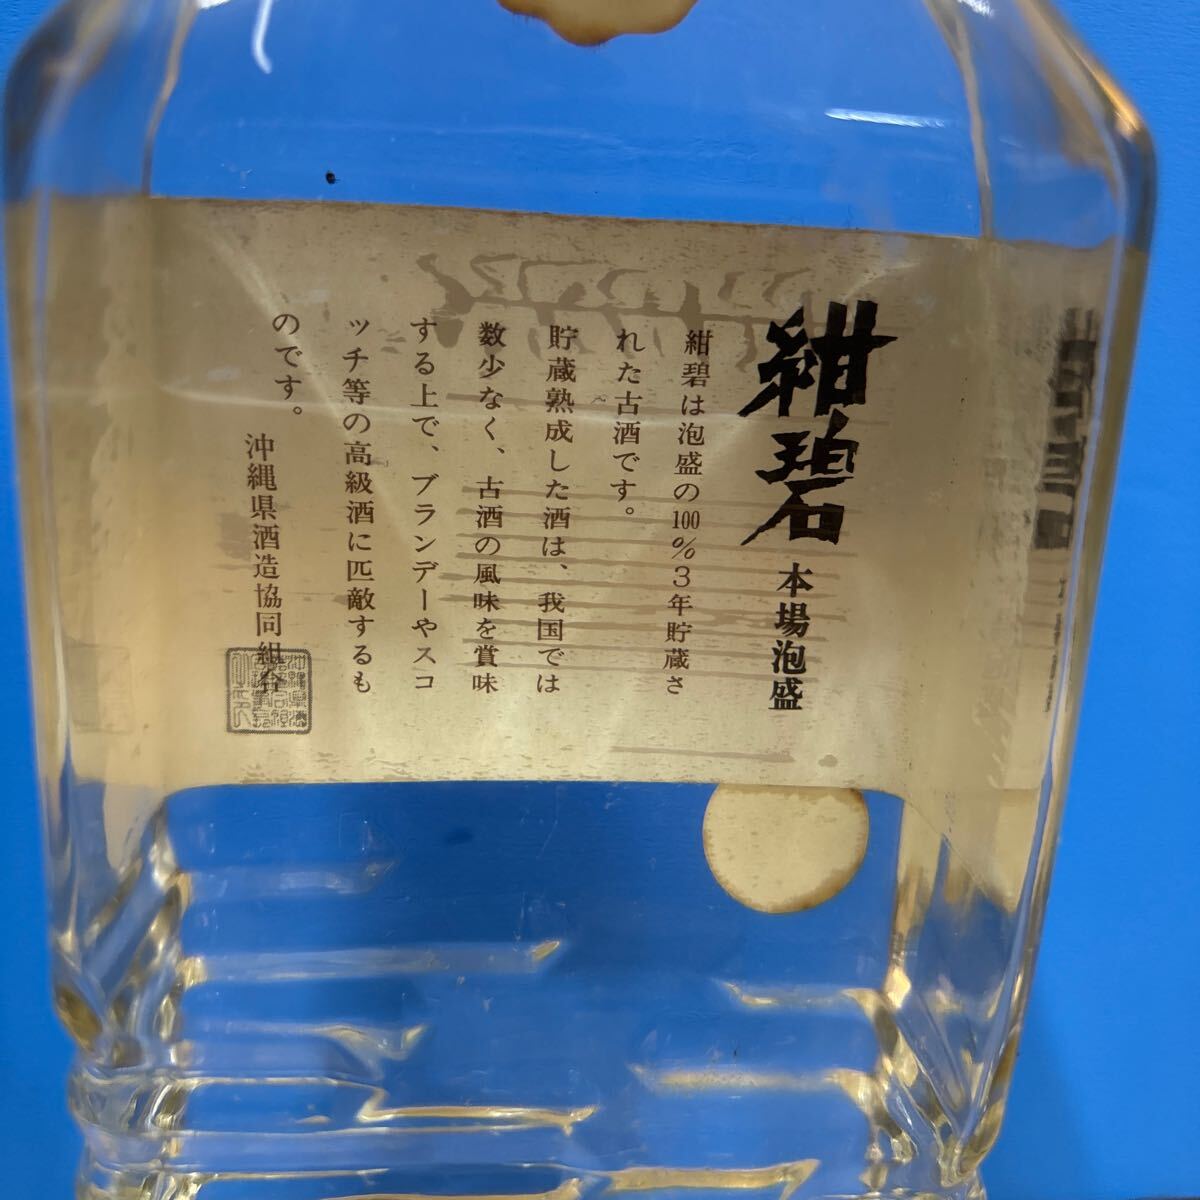 紺碧 本場泡盛
紺碧は泡盛の100%3年貯蔵さ
れた古酒です。
貯蔵熟成した酒は、我国では
数少なく、古酒の風味を賞味
する上で、ブランデーやスコ
ッチ等の高級酒に匹敵するも
のです。
沖縄県酒造協同組合